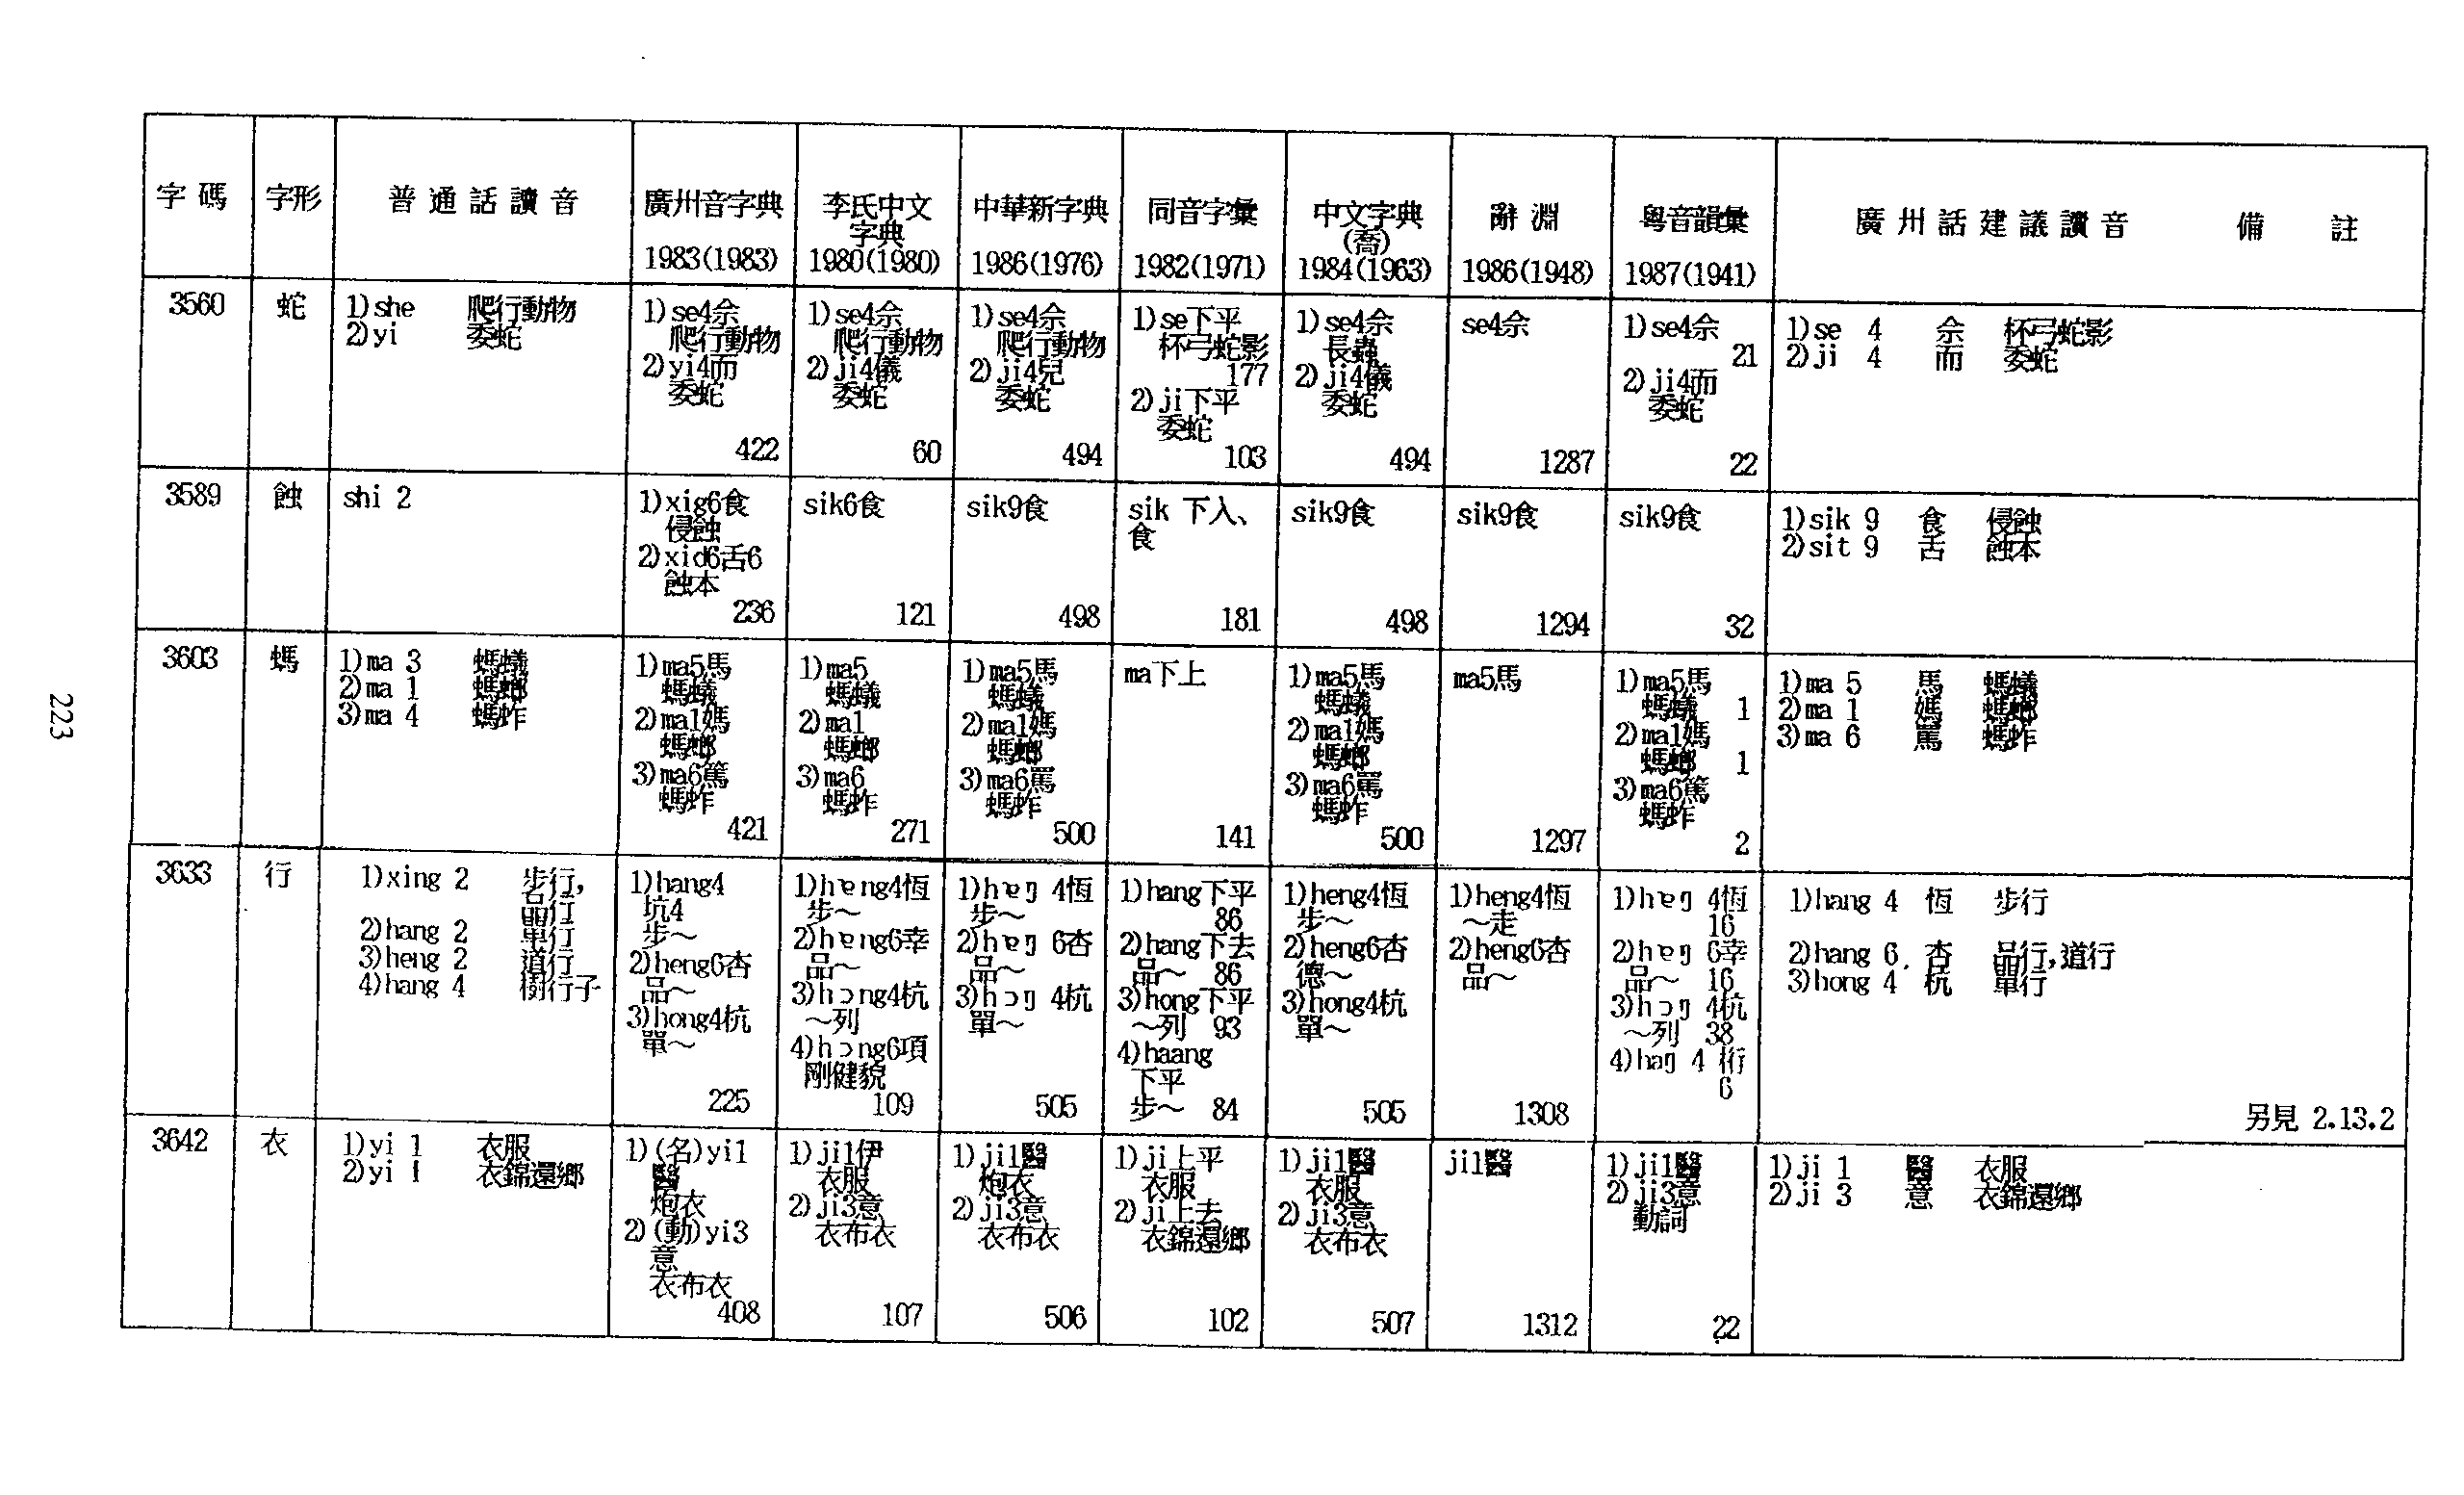 字碼 字形 普通話讀音 廣州音字典 1983(1983) 李氏中文字典 1980(1980) 中華新字典 1986(1976) 同音字彙 1982(1971) 中文字典(喬) 1984(1963) 辭淵 1986(1948) 粵音韻彙 1987(1941) 廣州話建議讀音 備註
3560
蛇
1)she 爬行動物
2)yi 委蛇
1)se4佘
爬行動物
2)yi4而
委蛇
422
1)se4佘
爬行動物
2)ji4儀
委蛇
60
1)se4佘
爬行動物
2)ji4兒
委蛇
494
1)se下平
杯弓蛇影
177
2)ji下平
委蛇
103
1)se4佘
長蟲
2)ji4儀
委蛇
494
se4佘
1287
1)se4佘
21
2)ji4而
委蛇
22
1)se 4 佘 杯弓蛇影
2)ji 4 而 委蛇
3589
蝕
shi 2
1)xig6食
侵蝕
2)xid6舌6
蝕本
236
sik6食
121
sik9食
498
sik 下入、
食
181
sik9食
498
sik9食
1294
sik9食
32
1)sik 9 食 侵蝕
2)sit 9 舌 蝕本
3603
螞
1)ma 3 螞蟻
2)ma 1 螞螂
3)ma 4 螞蚱
1)ma5馬
螞蟻
2)ma1媽
螞螂
3)ma6篤
螞蚱
421
1)ma5
螞蟻
2)ma1
螞螂
3)ma6
螞蚱
271
1)ma5馬
螞蟻
2)ma1媽
螞螂
3)ma6罵
螞蚱
500
ma下上
141
1)ma5馬
螞蟻
2)ma1媽
螞螂
3)ma6罵
螞蚱
500
ma5馬
1297
1)ma5馬
螞蟻 1
2)ma1媽
螞螂 1
3)ma6篤
螞蚱
2
1)ma 5 馬 螞蟻
2)ma 1 媽 螞螂
3)ma 6 罵 螞蚱
3633
行
1)xing 2 步行,
品行
2)hang 2 單行
3)heng 2 道行
4)hang 4 樹行子
1)hang4
坑4
步～
2)heng6杏
品～
3)hong4杭
單～
225
1)hɐng4恆
步～
2)hɐng6幸
品～
3)hɔng4杭
～列
4)hɔng6項
剛健貌
109
1)hɐŋ 4恆
步～
2)hɐŋ 6杏
品～
3)hɔŋ 4杭
單～
505
1)hang下平
86
2)hang下去
品～ 86
3)hong下平
～列 93
4)haang
下平
步～ 84
1)heng4恆
步～
2)heng6杏
德～
3)hong4杭
單～
505
1)heng4恆
～走
2)heng6杏
品～
1308
1)hɐŋ 4恆
16
2)hɐŋ 6幸
品～ 16
3)hɔŋ 4杭
～列 38
4)haŋ 4 桁
6
1)hang 4 恆 步行
2)hang 6 杏 品行,道行
3)hong 4 杭 單行
另見 2.13.2
3642
衣
1)yi 1 衣服
2)yi 1 衣錦還鄉
1)(名)yi1
醫
炮衣
2)(動)yi3
意
衣布衣
408
1)ji1伊
衣服
2)ji3意
衣布衣
107
1)ji1醫
炮衣
2)ji3意
衣布衣
506
1)ji上平
衣服
2)ji上去
衣錦還鄉
102
1)ji1醫
衣服
2)ji3意
衣布衣
507
ji1醫
1312
1)ji1醫
2)ji3意
動詞
22
1)ji 1 醫 衣服
2)ji 3 意 衣錦還鄉
223